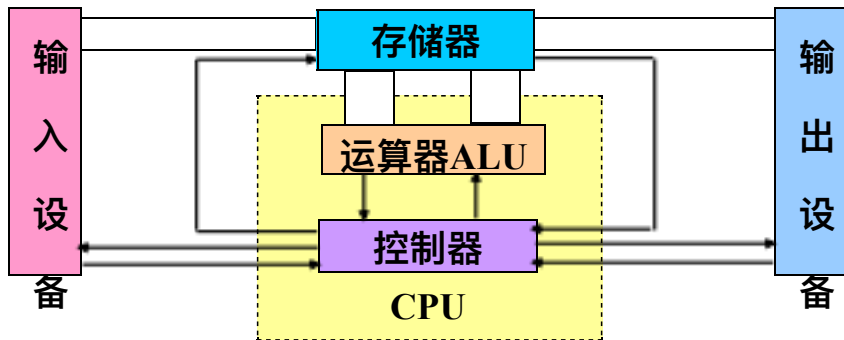 输入设备
存储器
运算器ALU
控制器
CPU
输出设备